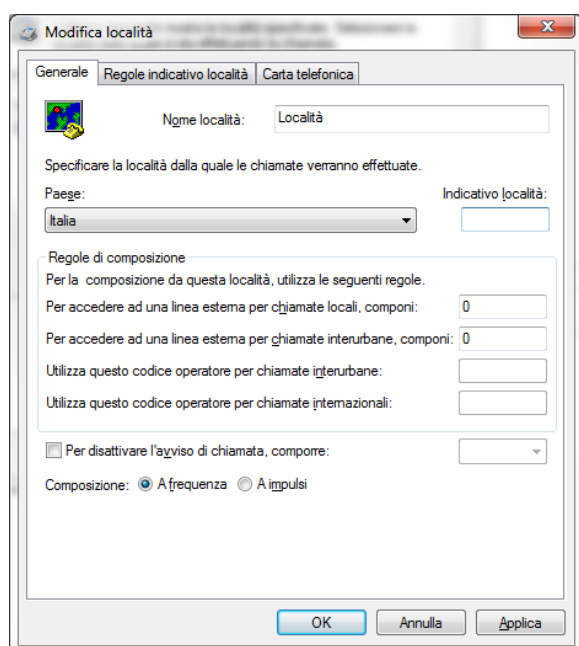 Modifica località
Generale
Regole indicativo località
Carta telefonica
Nome località:
Località
Specificare la località dalla quale le chiamate verranno effettuate.
Paese:
Indicativo località:
Italia
Regole di composizione
Per la composizione da questa località, utilizza le seguenti regole.
Per accedere ad una linea esterna per chiamate locali, componi:
0
Per accedere ad una linea esterna per chiamate interurbane, componi:
0
Utilizza questo codice operatore per chiamate interurbane:
Utilizza questo codice operatore per chiamate internazionali:
Per disattivare l'avviso di chiamata, comporre:
Composizione:
A frequenza
A impulsi
OK
Annulla
Applica